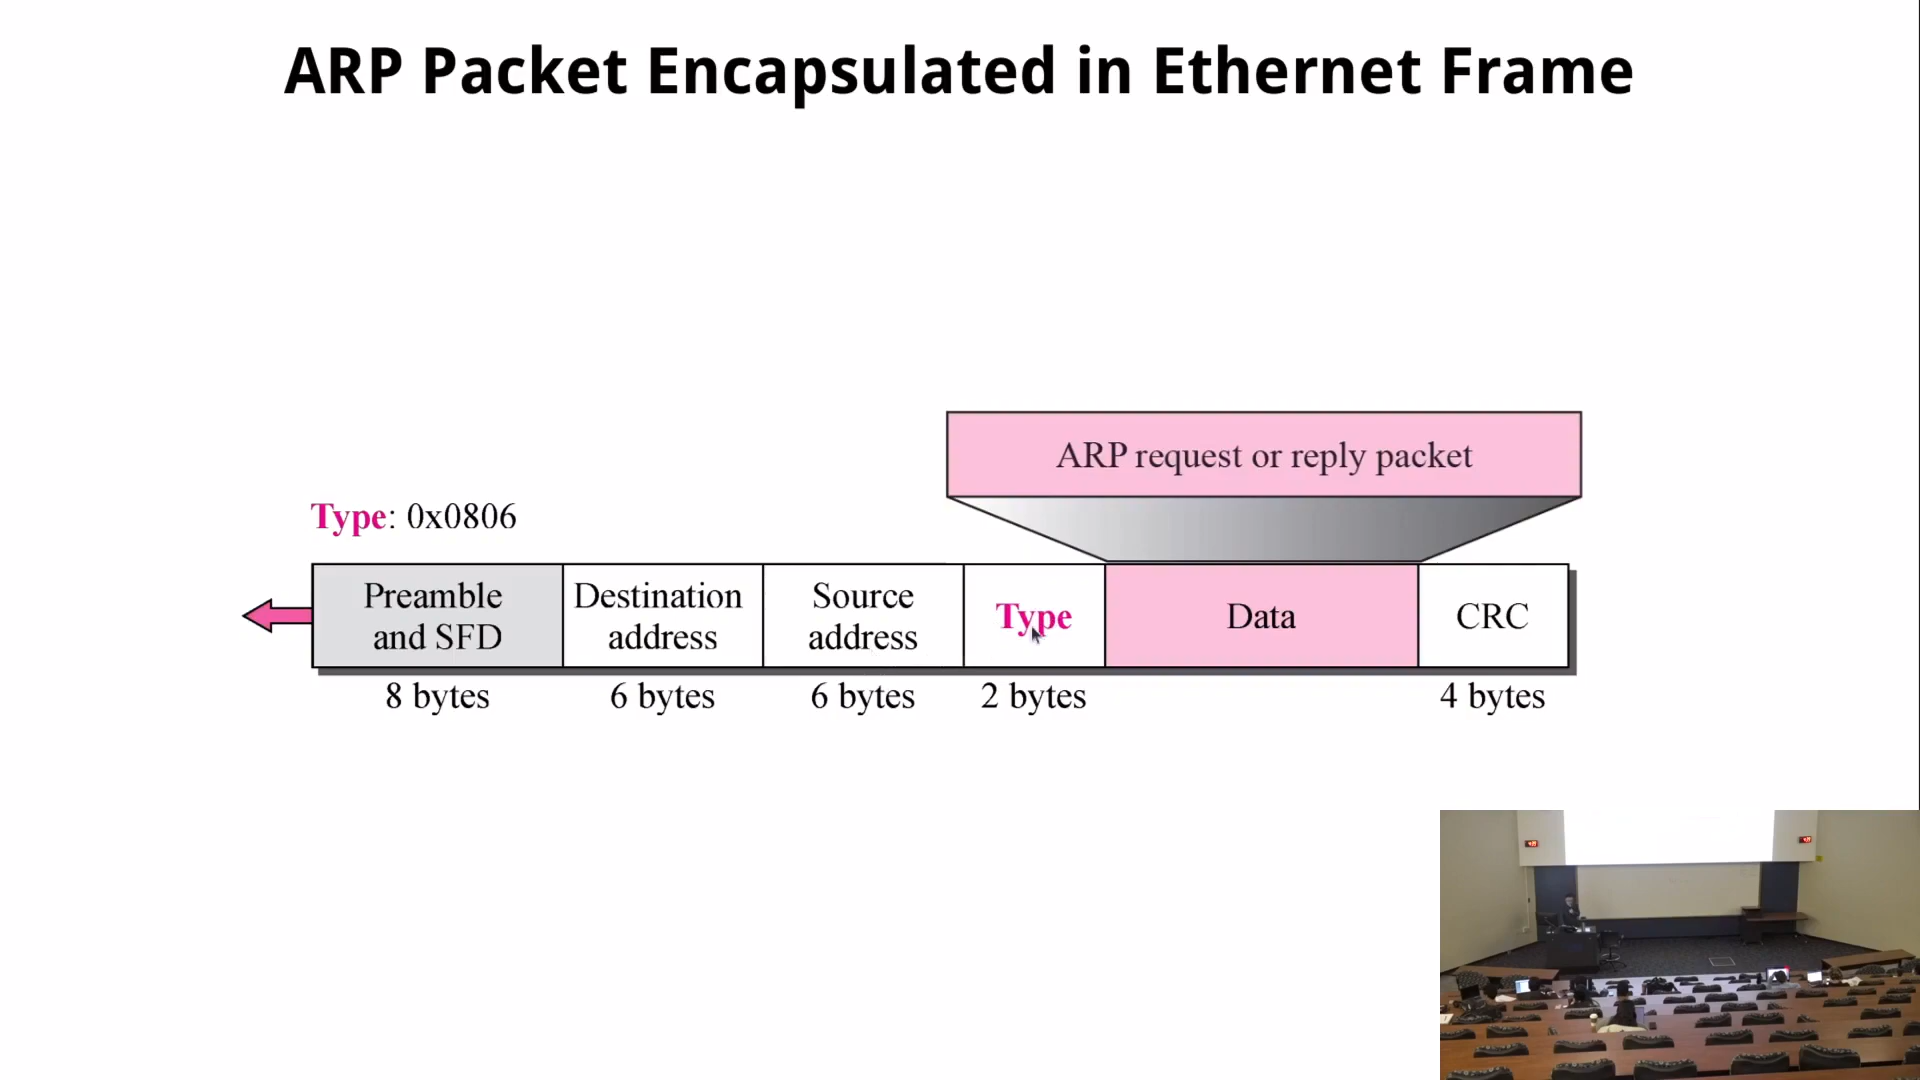 ARP Packet Encapsulated in Ethernet Frame
ARP request or reply packet
Type: 0x0806
Preamble and SFD
Destination address
Source address
Type
Data
CRC
8 bytes
6 bytes
6 bytes
2 bytes
4 bytes